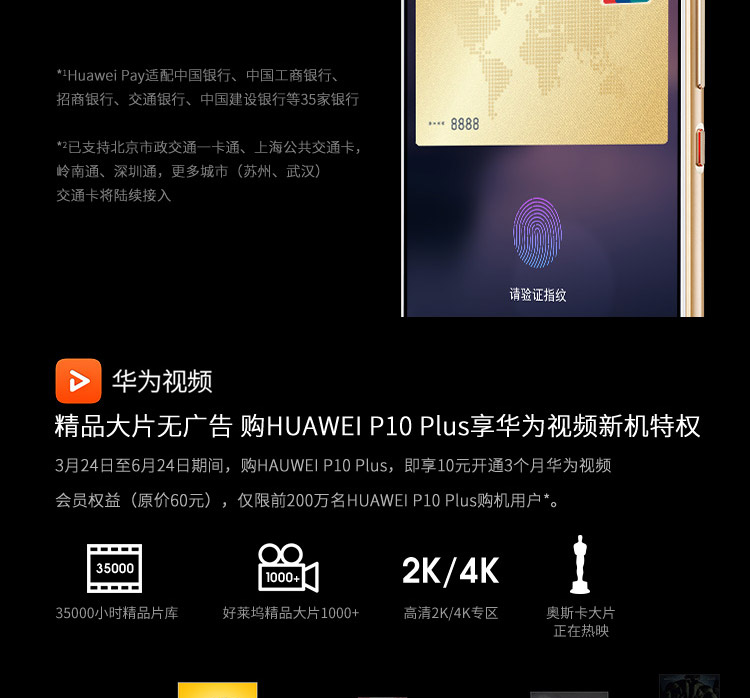 *¹Huawei Pay适配中国银行、中国工商银行、
招商银行、交通银行、中国建设银行等35家银行
*²已支持北京市政交通一卡通、上海公共交通卡，
岭南通、深圳通，更多城市（苏州、武汉）
交通卡将陆续接入
**** 8888
请验证指纹
华为视频
精品大片无广告 购HUAWEI P10 Plus享华为视频新机特权
3月24日至6月24日期间，购HAUWEI P10 Plus，即享10元开通3个月华为视频
会员权益（原价60元），仅限前200万名HUAWEI P10 Plus购机用户*。
35000
1000+
2K/4K
35000小时精品片库
好莱坞精品大片1000+
高清2K/4K专区
奥斯卡大片
正在热映